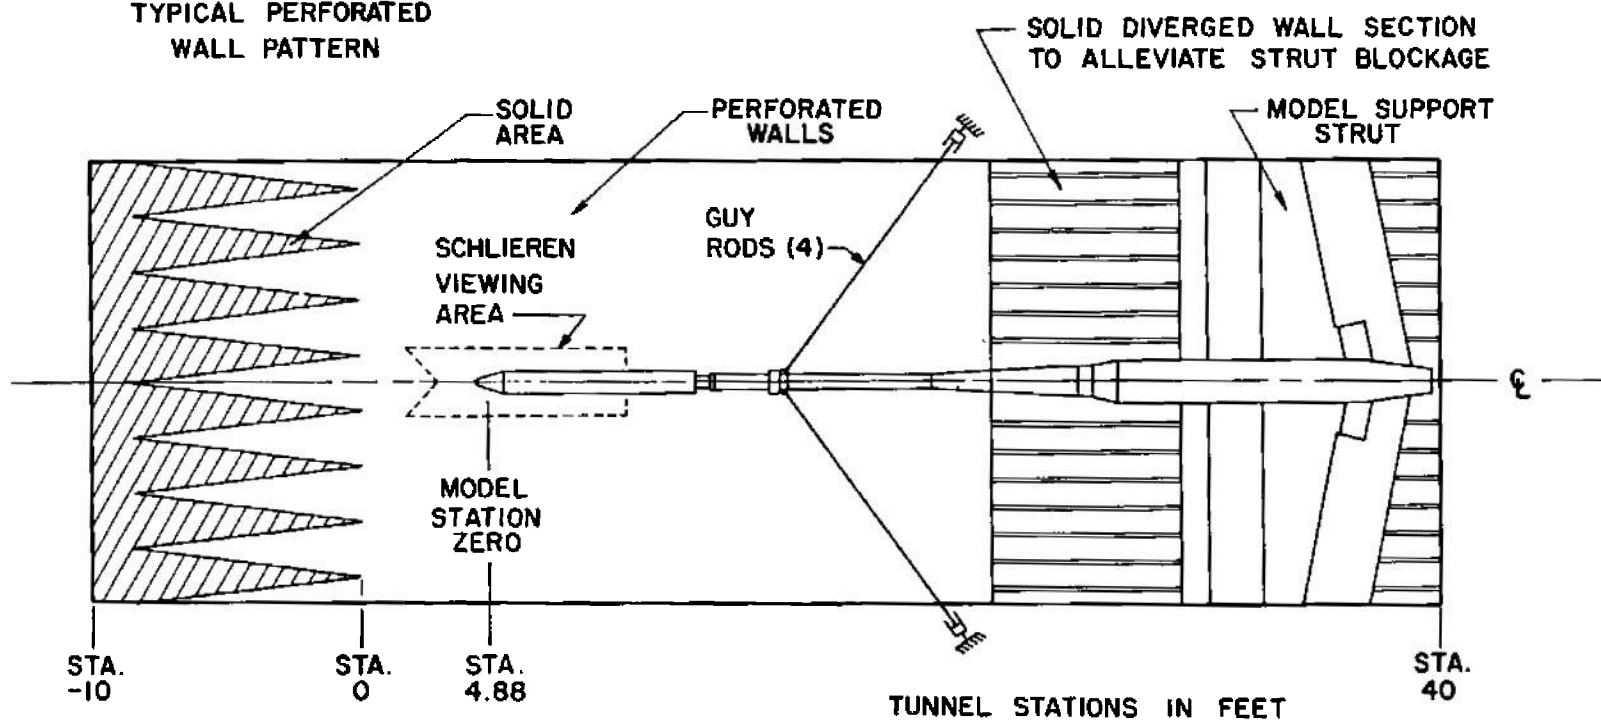 TYPICAL PERFORATED
WALL PATTERN
SOLID DIVERGED WALL SECTION
TO ALLEVIATE STRUT BLOCKAGE
SOLID
AREA
PERFORATED
WALLS
MODEL SUPPORT
STRUT
GUY
RODS (4)
SCHLIEREN
VIEWING
AREA
℄
MODEL
STATION
ZERO
STA.
-10
STA.
0
STA.
4.88
STA.
40
TUNNEL STATIONS IN FEET